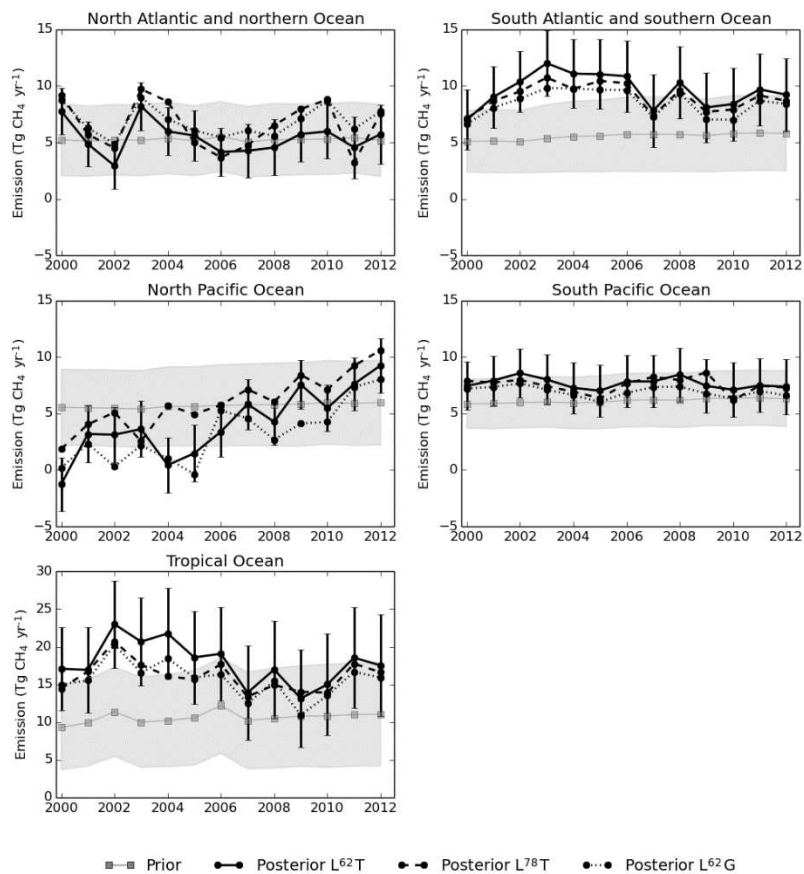 North Atlantic and northern Ocean
Emission (Tg CH₄ yr⁻¹)
15
10
5
0
−5
2000 2002 2004 2006 2008 2010 2012
South Atlantic and southern Ocean
Emission (Tg CH₄ yr⁻¹)
15
10
5
0
−5
2000 2002 2004 2006 2008 2010 2012
North Pacific Ocean
Emission (Tg CH₄ yr⁻¹)
15
10
5
0
−5
2000 2002 2004 2006 2008 2010 2012
South Pacific Ocean
Emission (Tg CH₄ yr⁻¹)
15
10
5
0
−5
2000 2002 2004 2006 2008 2010 2012
Tropical Ocean
Emission (Tg CH₄ yr⁻¹)
30
25
20
15
10
5
0
2000 2002 2004 2006 2008 2010 2012
Prior Posterior L⁶²T Posterior L⁷⁸T Posterior L⁶²G